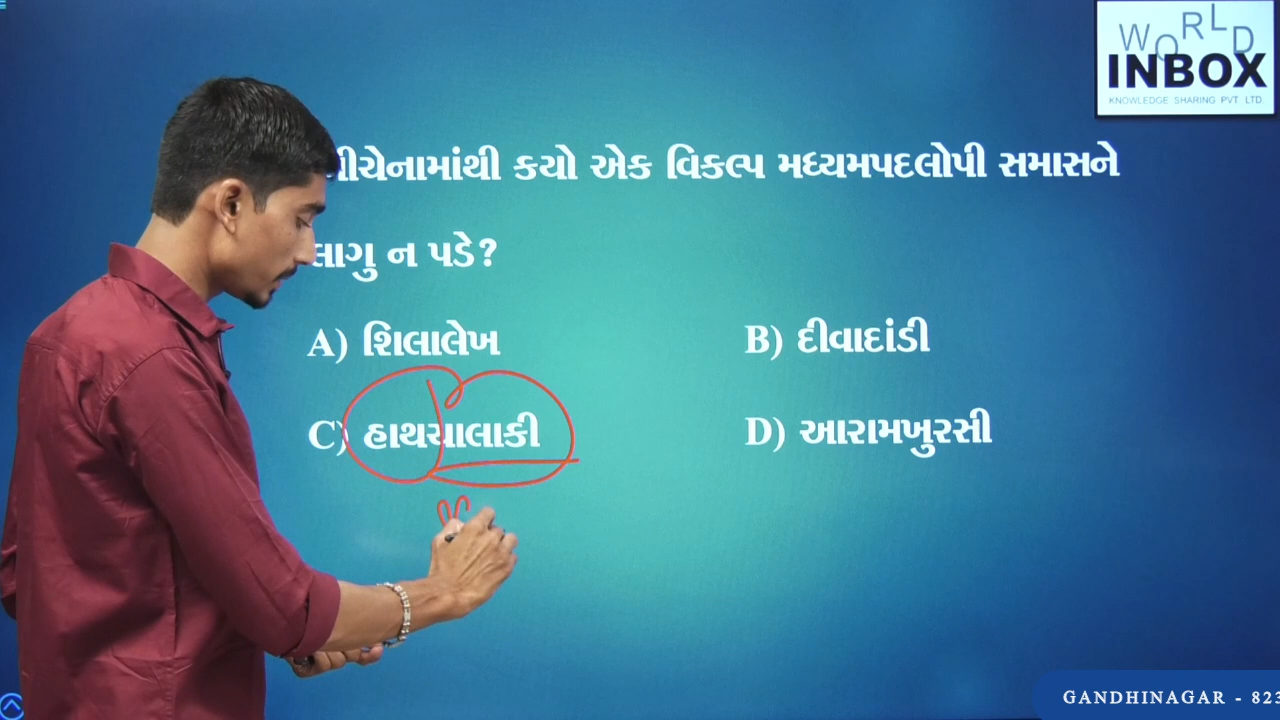 WORLD
INBOX
KNOWLEDGE SHARING PVT LTD.
નીચેનામાંથી કયો એક વિકલ્પ મધ્યમપદલોપી સમાસને
લાગુ ન પડે?
A) શિલાલેખ
B) દીવાદાંડી
C) હાથચાલાકી
D) આરામખુરસી
GANDHINAGAR - 823